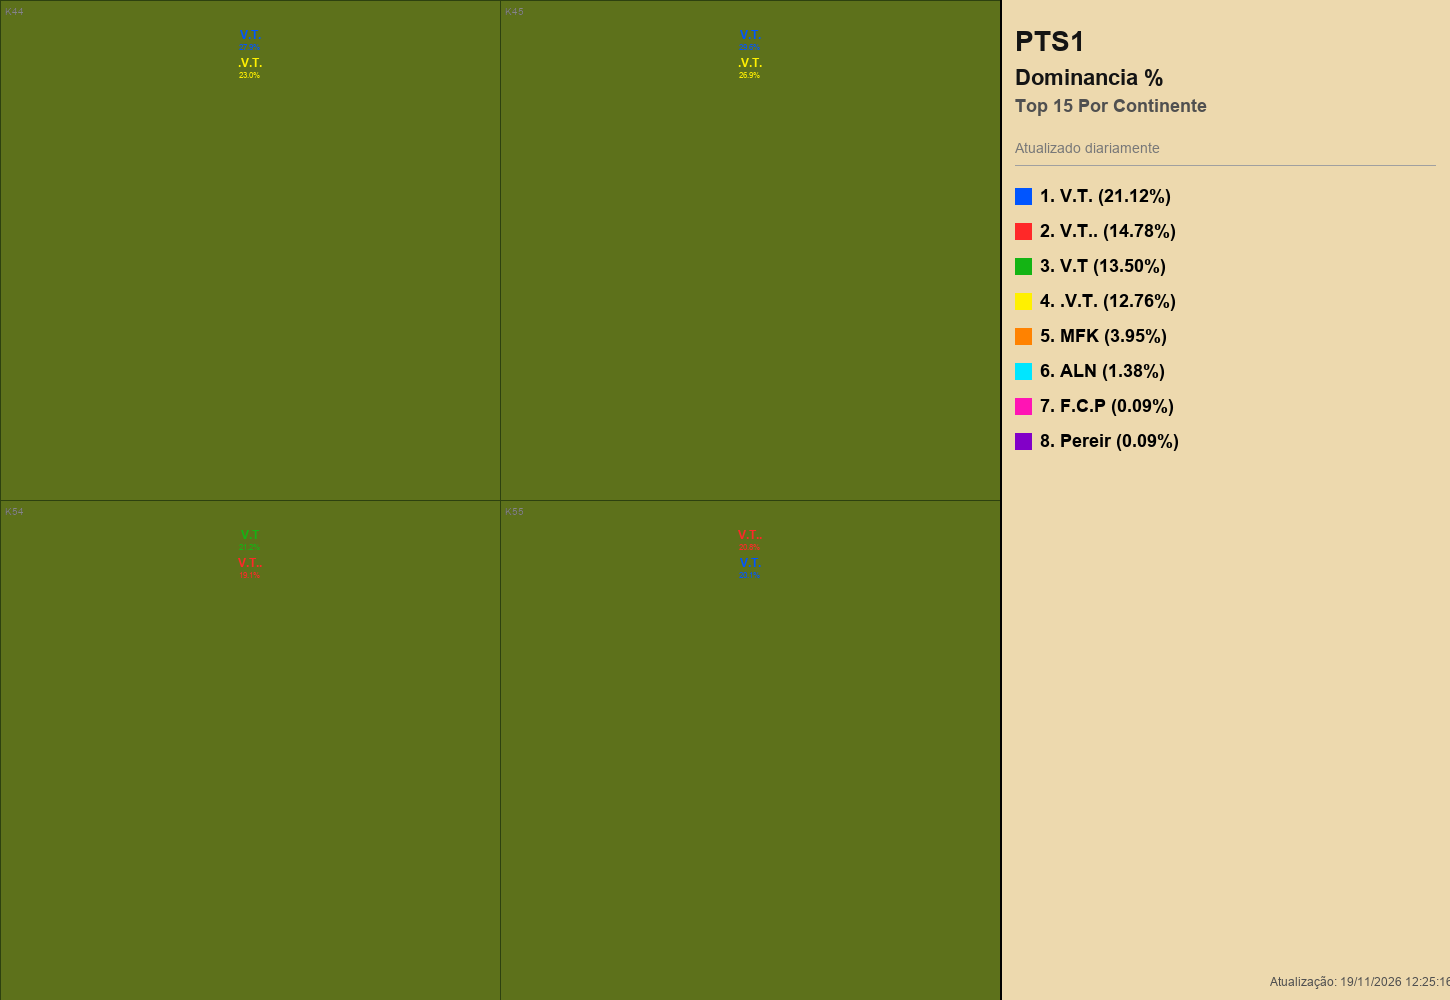 K44
V.T.
.V.T.
23.0%
K45
V.T.
.V.T.
26.9%
K54
V.T
V.T..
K55
V.T..
V.T.
PTS1
Dominancia %
Top 15 Por Continente
Atualizado diariamente
1. V.T. (21.12%)
2. V.T.. (14.78%)
3. V.T (13.50%)
4. .V.T. (12.76%)
5. MFK (3.95%)
6. ALN (1.38%)
7. F.C.P (0.09%)
8. Pereir (0.09%)
Atualização: 19/11/2026 12:25:16